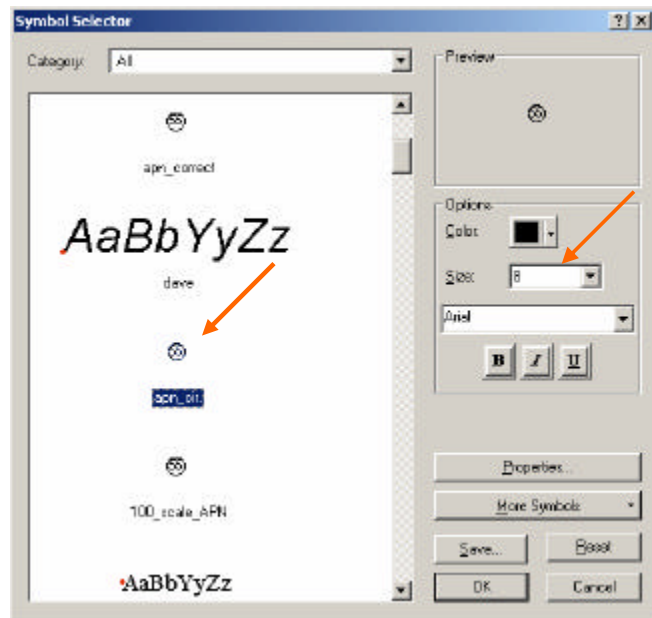 Symbol Selector
Category: All
apn_correct
AaBbYyZz
dave
apn_cir.
100_scale_APN
AaBbYyZz
Preview
Options
Color:
Size: 8
Arial
B I U
Properties...
More Symbols
Save... Reset
OK Cancel